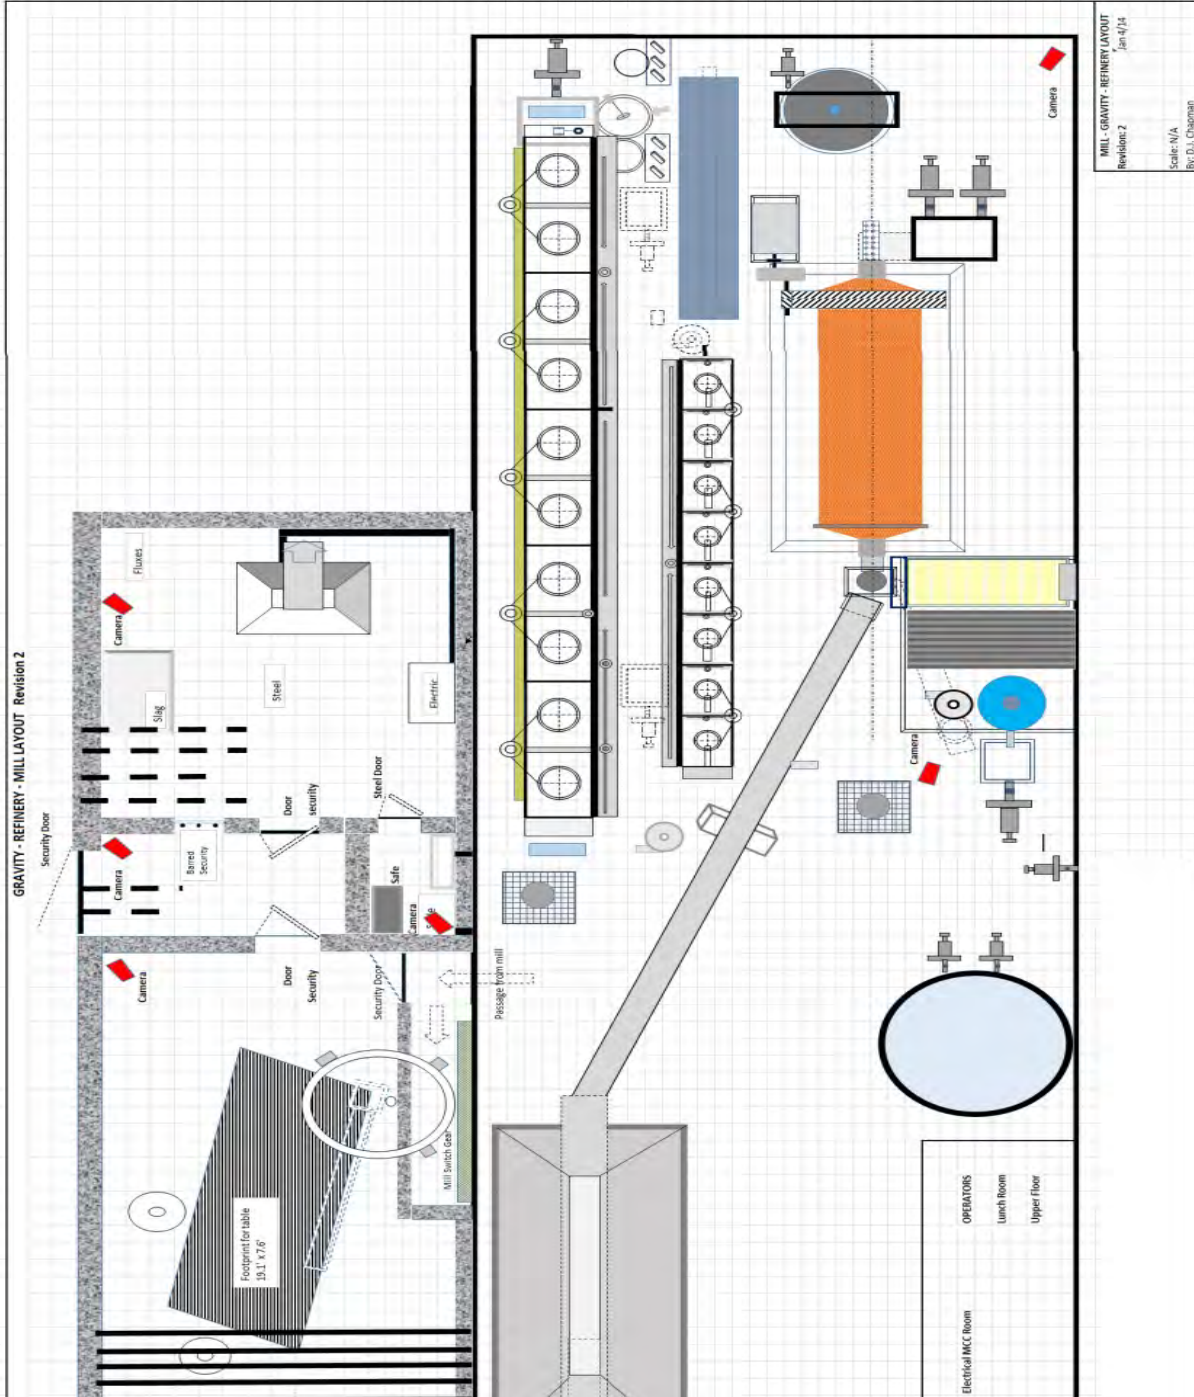 GRAVITY - REFINERY - MILL LAYOUT  Revision 2
MILL - GRAVITY - REFINERY LAYOUT
Revision: 2
Jan 4/14
Scale: N/A
By: D.J. Chapman
Camera
Fluxes
Camera
Slag
Steel
Electric
Security Door
Door
security
Steel Door
Camera
Barred
Security
Safe
Camera
Camera
Camera
Door
Security
Security Door
Passage from mill
Mill Switch Gear
Footprint for table
19.1' x 7.6'
OPERATORS
Lunch Room
Upper Floor
Electrical MCC Room